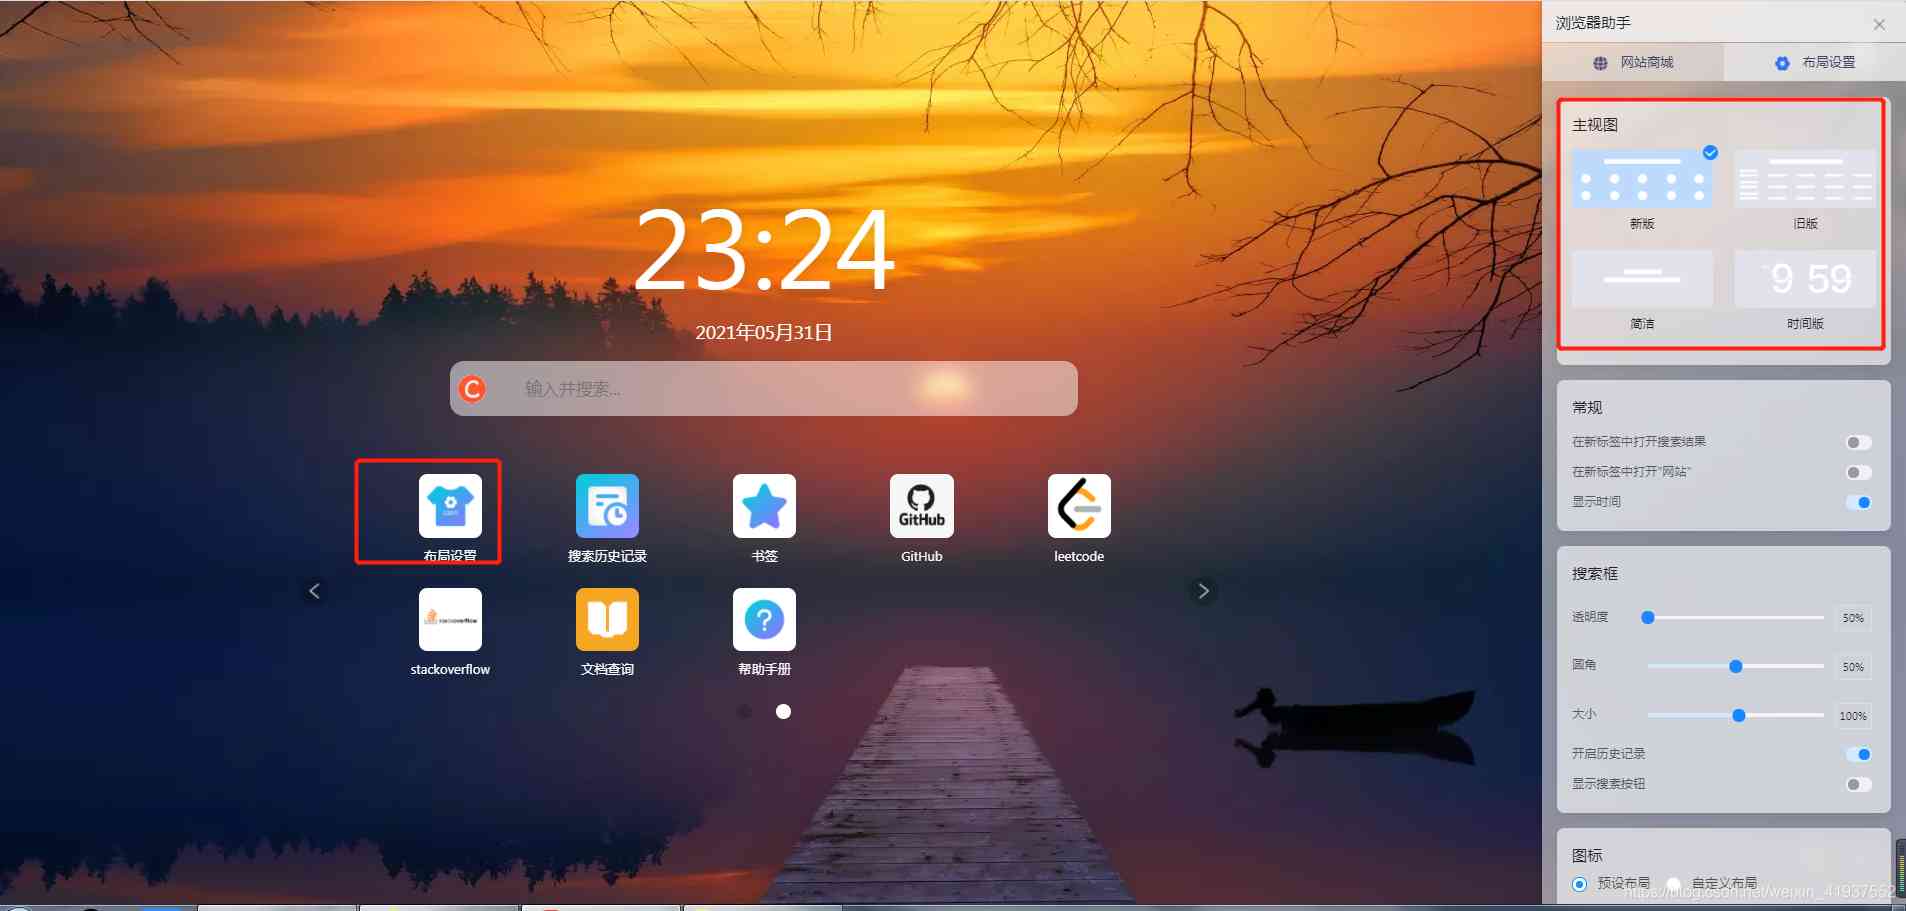 23:24
2021年05月31日
C
输入并搜索...
布局设置
搜索历史记录
书签
GitHub
GitHub
leetcode
stackoverflow
stackoverflow
文档查询
?
帮助手册
浏览器助手
网站商城
布局设置
主视图
新版
旧版
9 59
简洁
时间版
常规
在新标签中打开搜索结果
在新标签中打开"网站"
显示时间
搜索框
透明度
50%
圆角
50%
大小
100%
开启历史记录
显示搜索按钮
图标
预设布局
自定义布局
https://blog.csdn.net/weixin_41937552